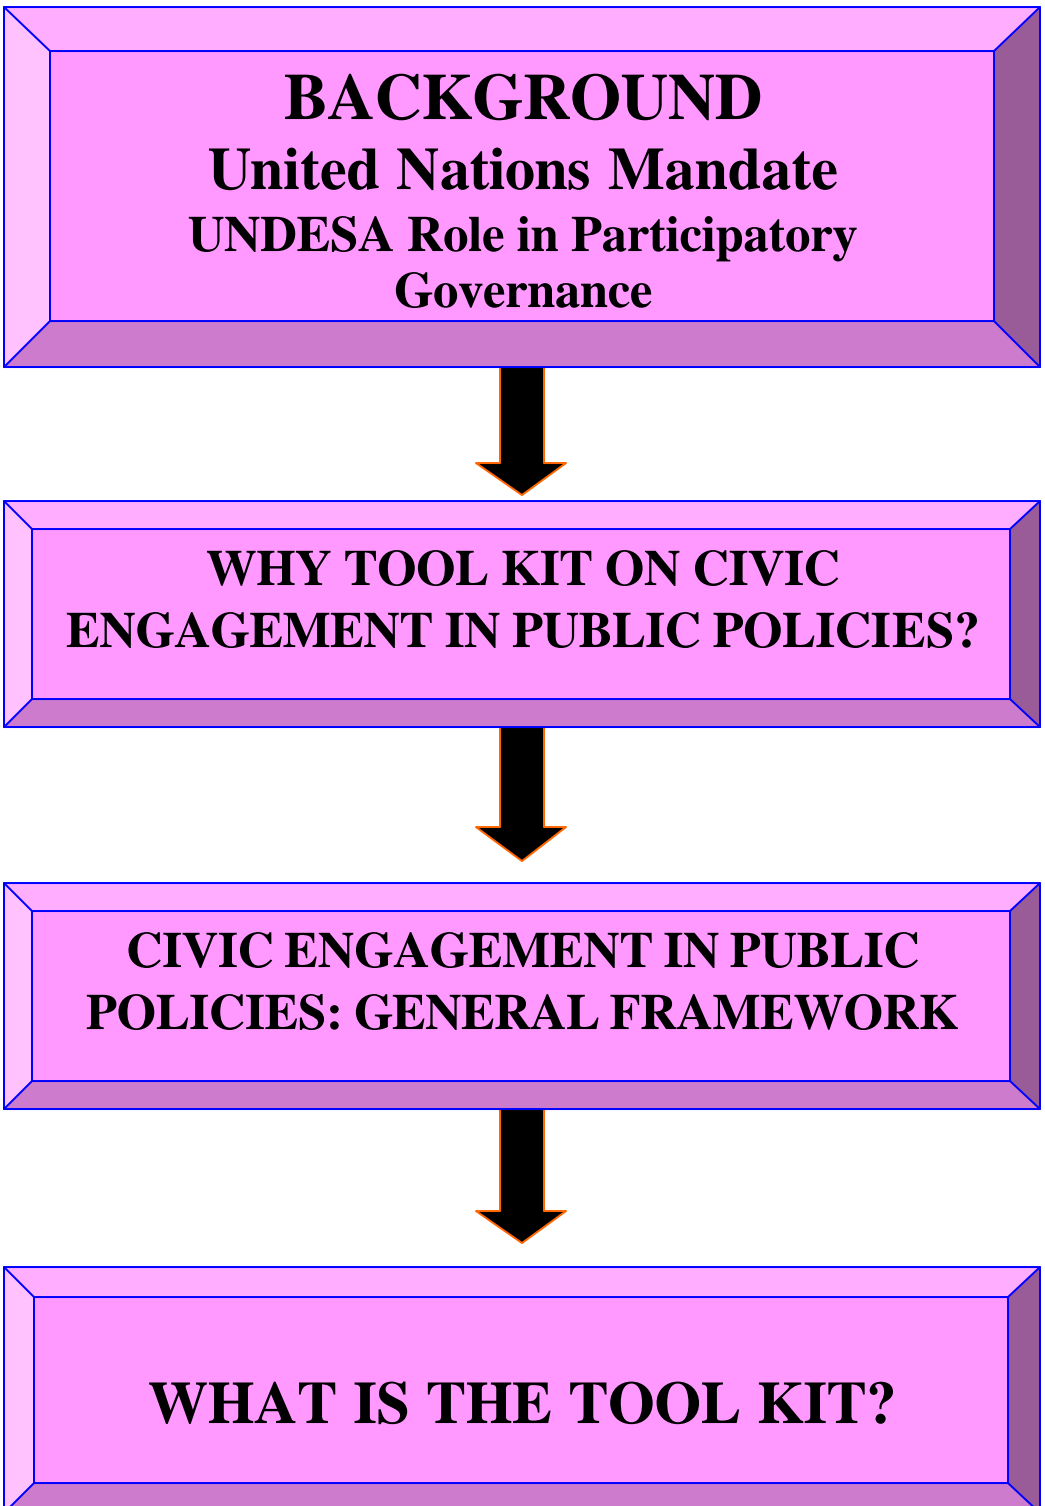 BACKGROUND
United Nations Mandate
UNDESA Role in Participatory
Governance
WHY TOOL KIT ON CIVIC
ENGAGEMENT IN PUBLIC POLICIES?
CIVIC ENGAGEMENT IN PUBLIC
POLICIES: GENERAL FRAMEWORK
WHAT IS THE TOOL KIT?